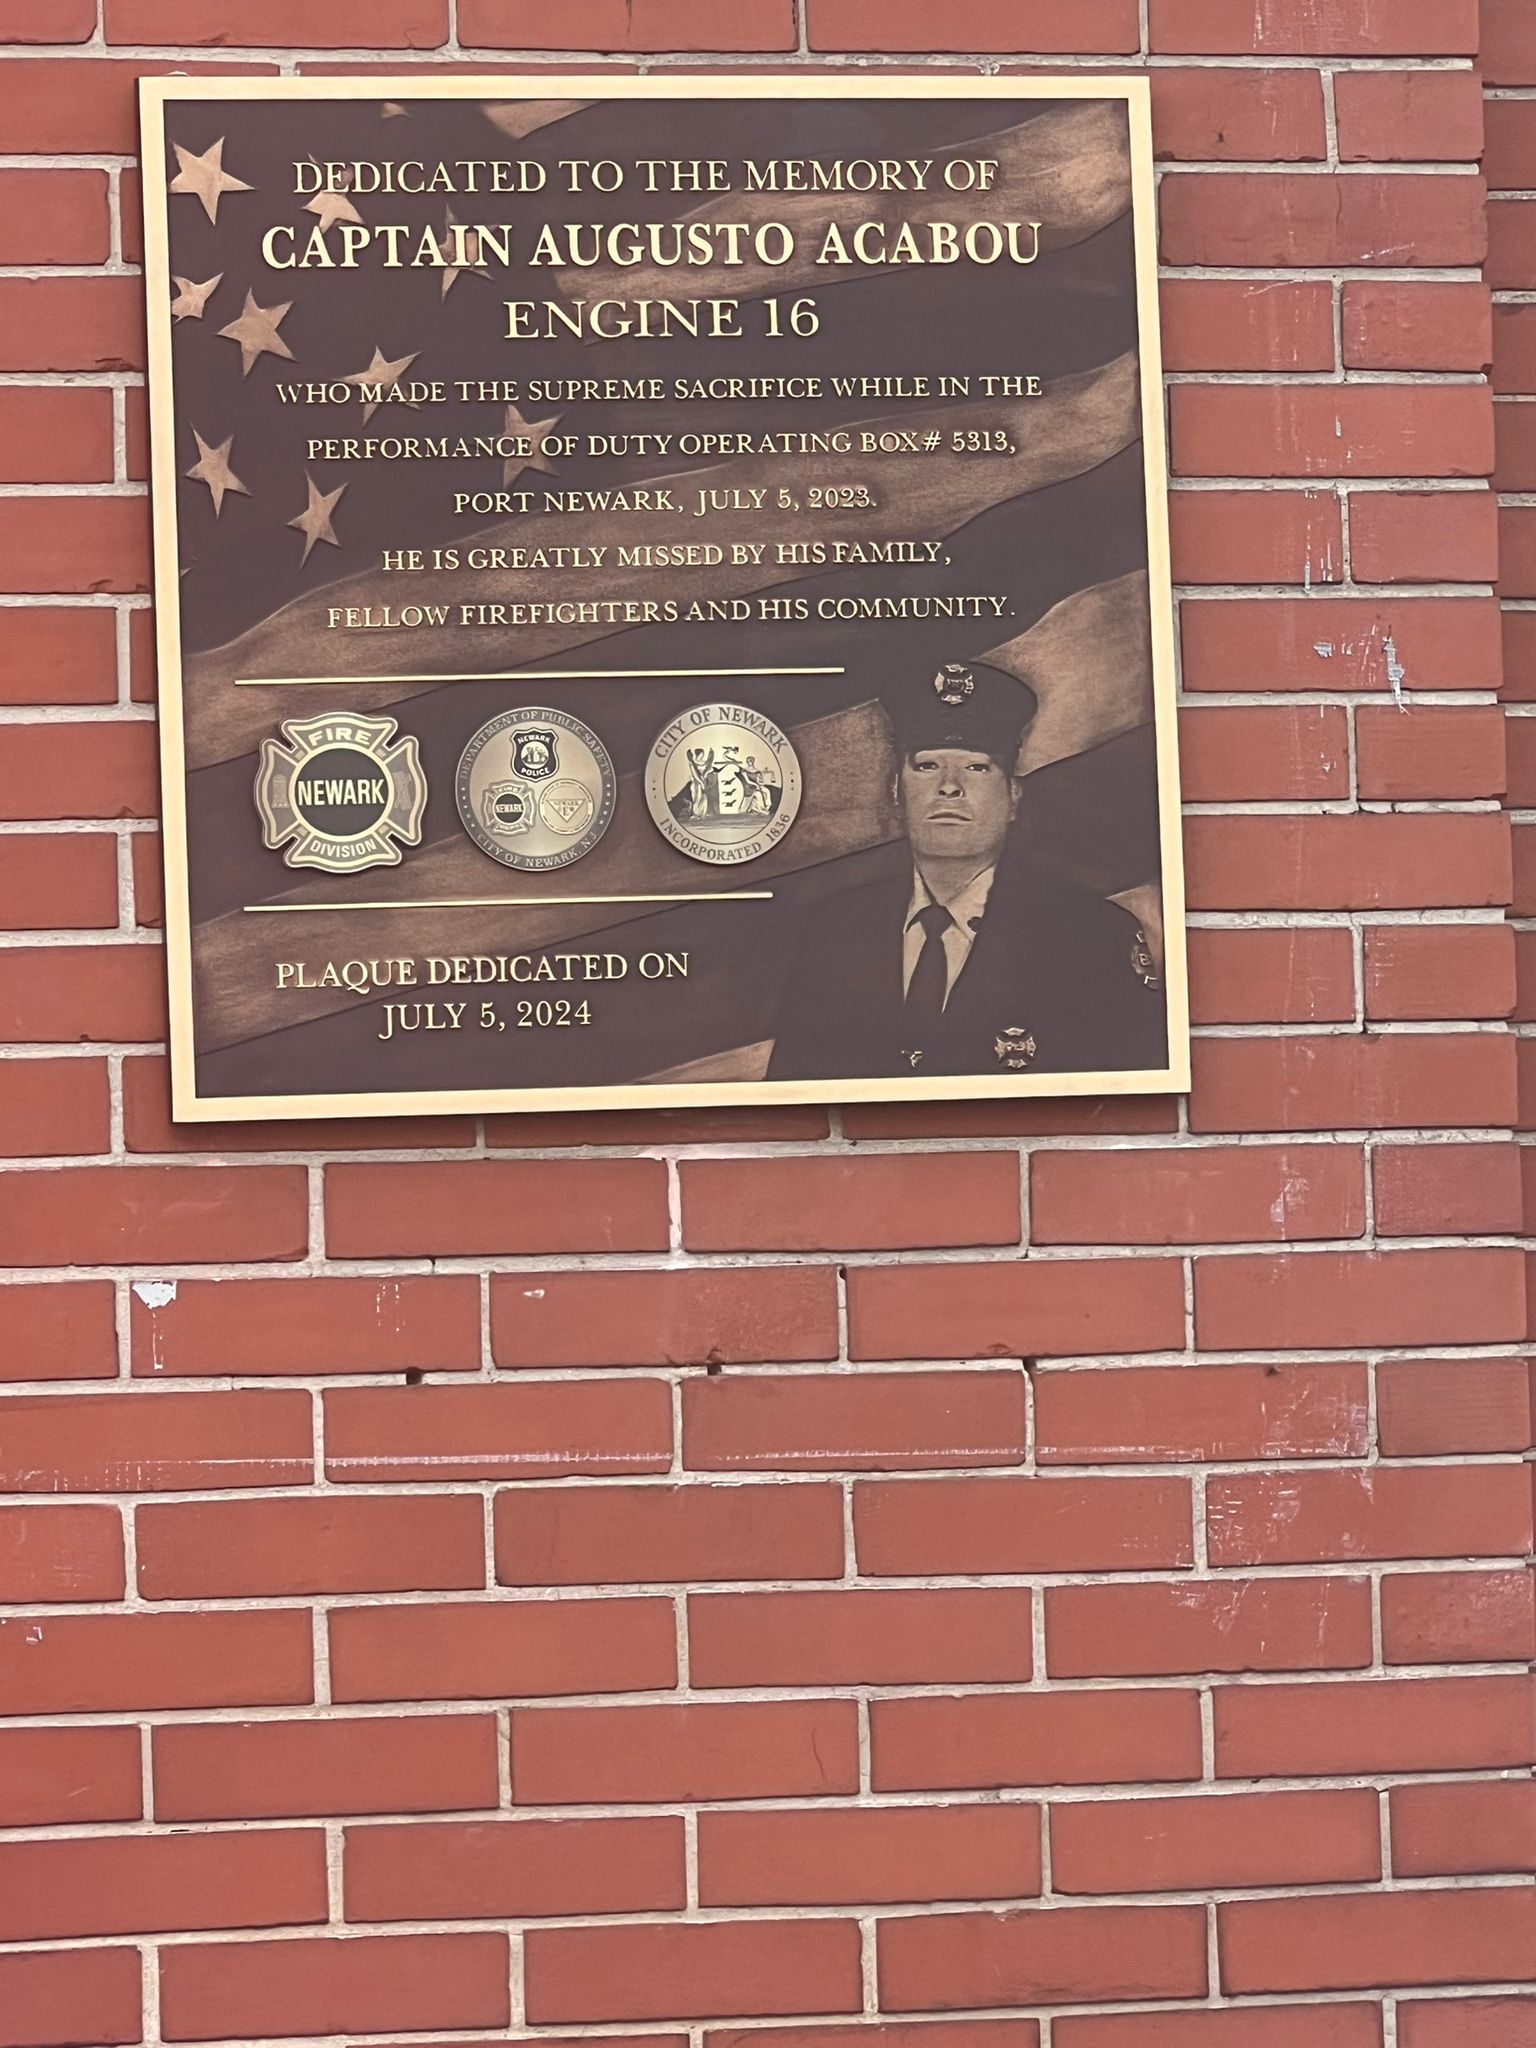 DEDICATED TO THE MEMORY OF
CAPTAIN AUGUSTO ACABOU
ENGINE 16
WHO MADE THE SUPREME SACRIFICE WHILE IN THE
PERFORMANCE OF DUTY OPERATING BOX# 5313,
PORT NEWARK, JULY 5, 2023.
HE IS GREATLY MISSED BY HIS FAMILY,
FELLOW FIREFIGHTERS AND HIS COMMUNITY.
FIRE
NEWARK
DIVISION
DEPARTMENT OF PUBLIC SAFETY
NEWARK
POLICE
FIRE
NEWARK
CITY OF NEWARK, NJ
CITY OF NEWARK
INCORPORATED 1836
PLAQUE DEDICATED ON
JULY 5, 2024